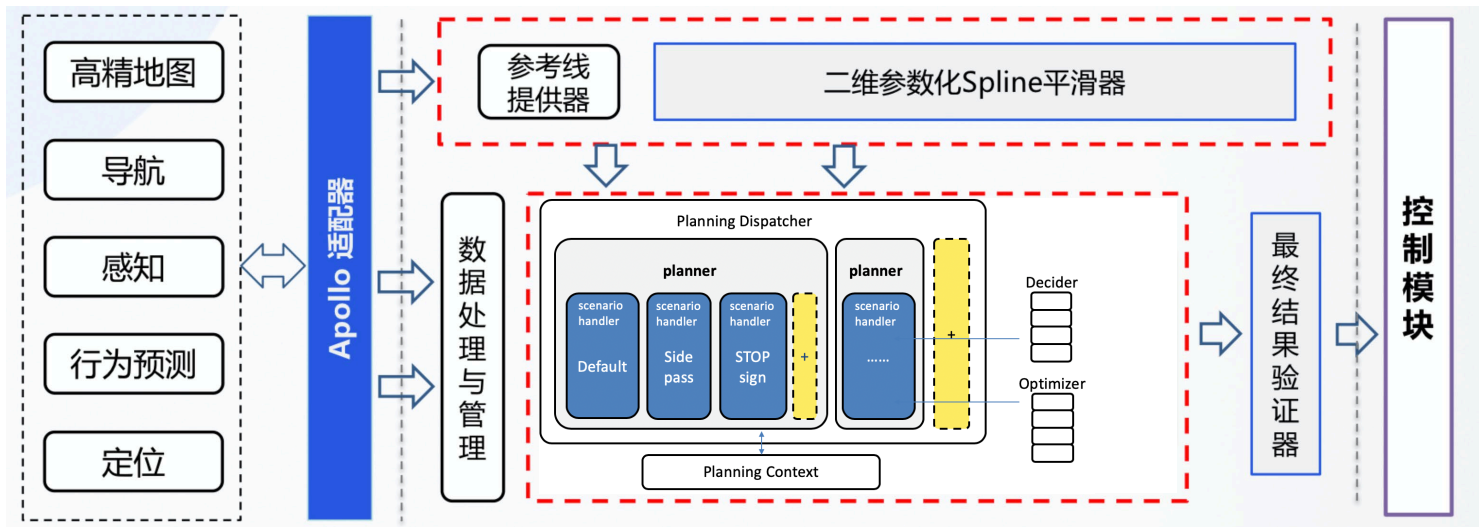 高精地图
导航
感知
行为预测
定位
Apollo 适配器
参考线
提供器
二维参数化Spline平滑器
数据处理与管理
Planning Dispatcher
planner
scenario
handler
Default
scenario
handler
Side
pass
scenario
handler
STOP
sign
+
planner
scenario
handler
......
+
Planning Context
Decider
Optimizer
最终结果验证器
控制模块